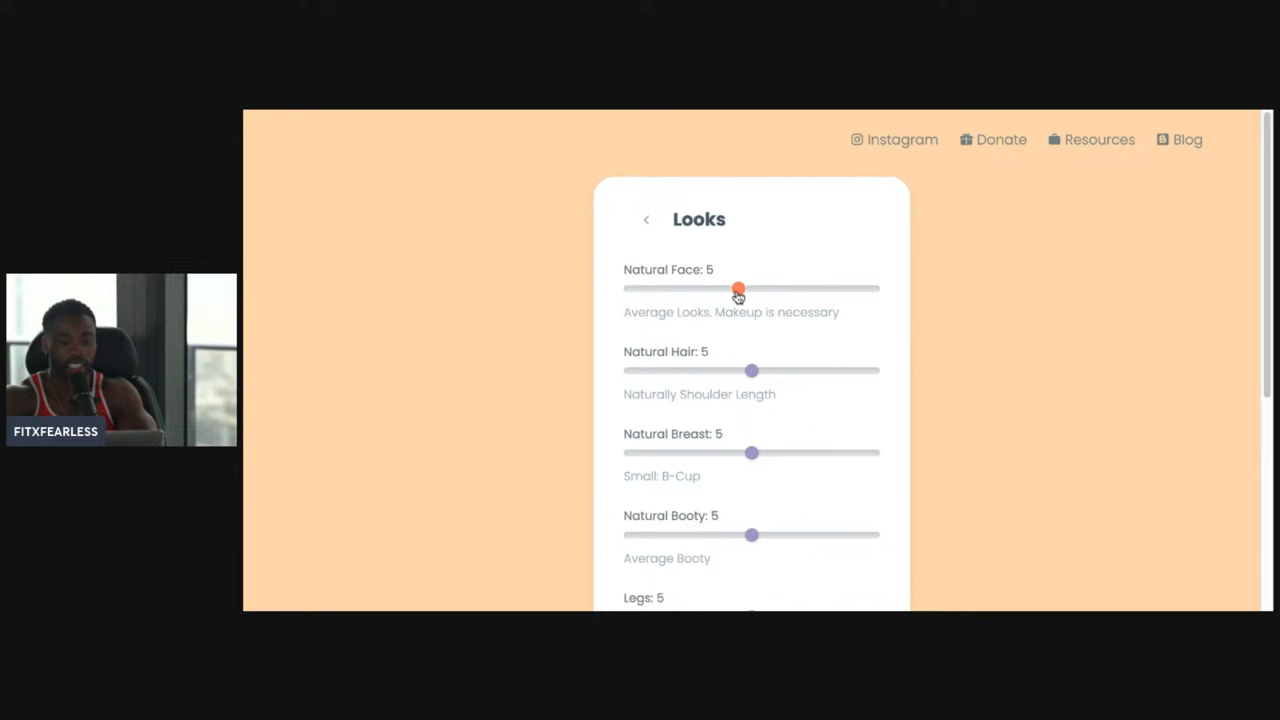 Instagram Donate Resources Blog
Looks
Natural Face: 5
Average Looks. Makeup is necessary
Natural Hair: 5
Naturally Shoulder Length
Natural Breast: 5
Small: B-Cup
Natural Booty: 5
Average Booty
Legs: 5
FITXFEARLESS